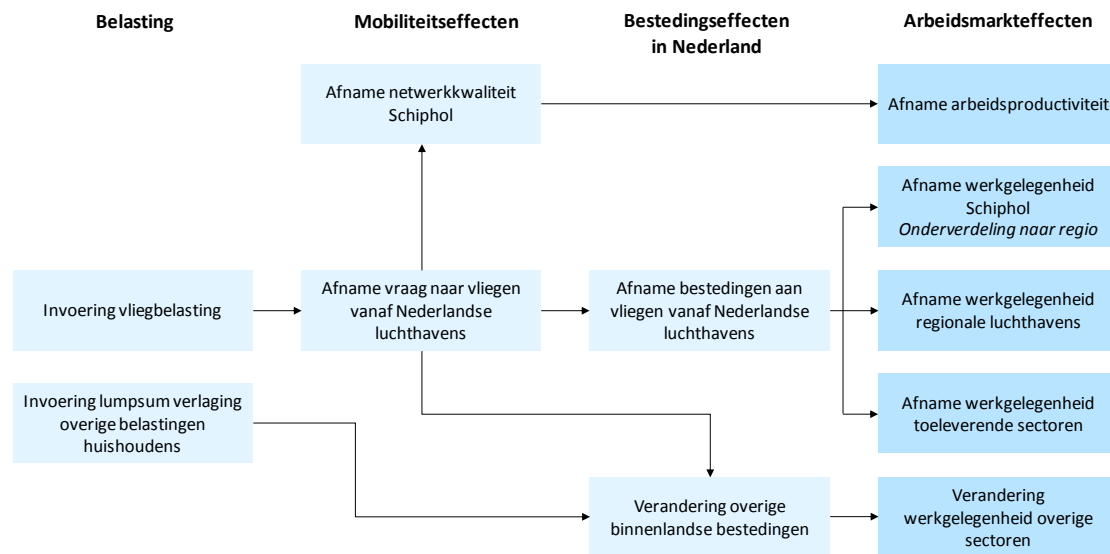 Belasting
Mobiliteitseffecten
Bestedingseffecten
in Nederland
Arbeidsmarkteffecten
Afname netwerkkwaliteit
Schiphol
Afname arbeidsproductiviteit
Afname werkgelegenheid
Schiphol
Onderverdeling naar regio
Invoering vliegbelasting
Afname vraag naar vliegen
vanaf Nederlandse
luchthavens
Afname bestedingen aan
vliegen vanaf Nederlandse
luchthavens
Afname werkgelegenheid
regionale luchthavens
Invoering lumpsum verlaging
overige belastingen
huishoudens
Afname werkgelegenheid
toeleverende sectoren
Verandering overige
binnenlandse bestedingen
Verandering
werkgelegenheid overige
sectoren